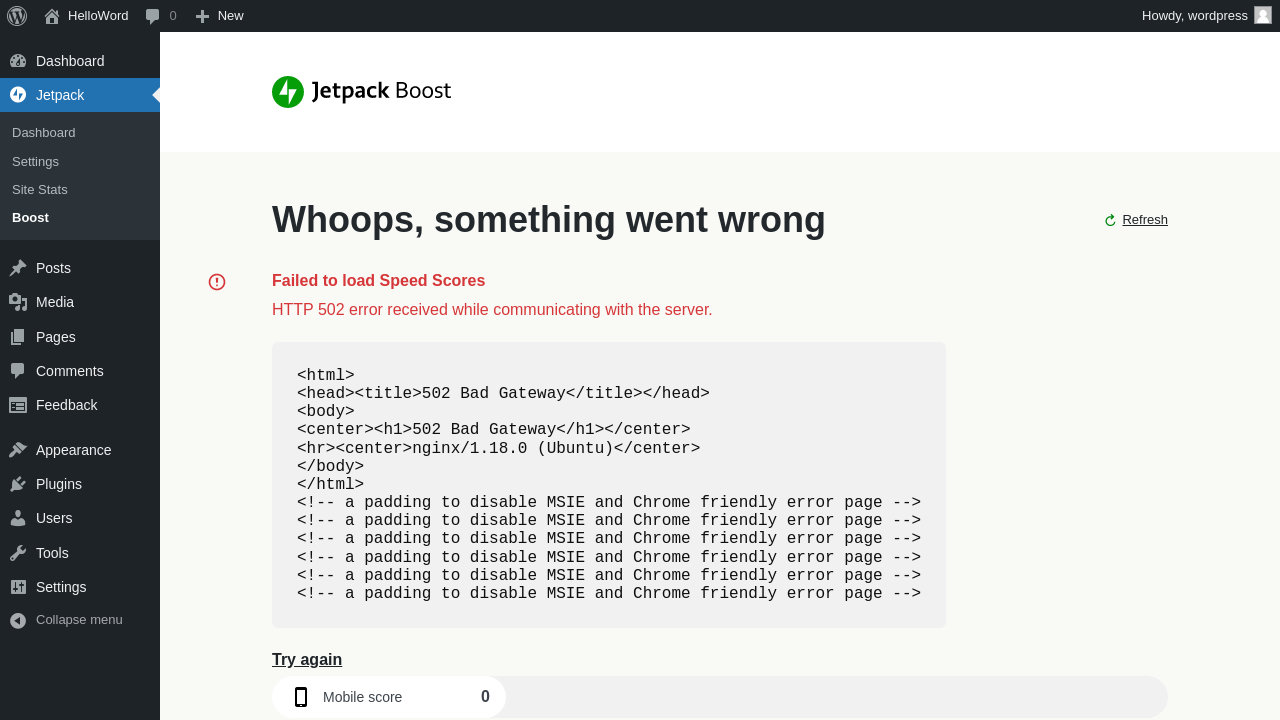 HelloWord
0
New
Howdy, wordpress
Dashboard
Jetpack
Dashboard
Settings
Site Stats
Boost
Posts
Media
Pages
Comments
Feedback
Appearance
Plugins
Users
Tools
Settings
Collapse menu
Jetpack Boost
Whoops, something went wrong
Refresh
Failed to load Speed Scores
HTTP 502 error received while communicating with the server.
<html>
<head><title>502 Bad Gateway</title></head>
<body>
<center><h1>502 Bad Gateway</h1></center>
<hr><center>nginx/1.18.0 (Ubuntu)</center>
</body>
</html>
<!-- a padding to disable MSIE and Chrome friendly error page -->
<!-- a padding to disable MSIE and Chrome friendly error page -->
<!-- a padding to disable MSIE and Chrome friendly error page -->
<!-- a padding to disable MSIE and Chrome friendly error page -->
<!-- a padding to disable MSIE and Chrome friendly error page -->
<!-- a padding to disable MSIE and Chrome friendly error page -->
Try again
Mobile score
0